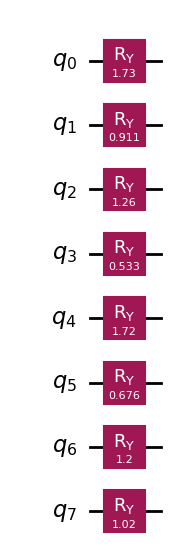 q0 RY 1.73
q1 RY 0.911
q2 RY 1.26
q3 RY 0.533
q4 RY 1.72
q5 RY 0.676
q6 RY 1.2
q7 RY 1.02